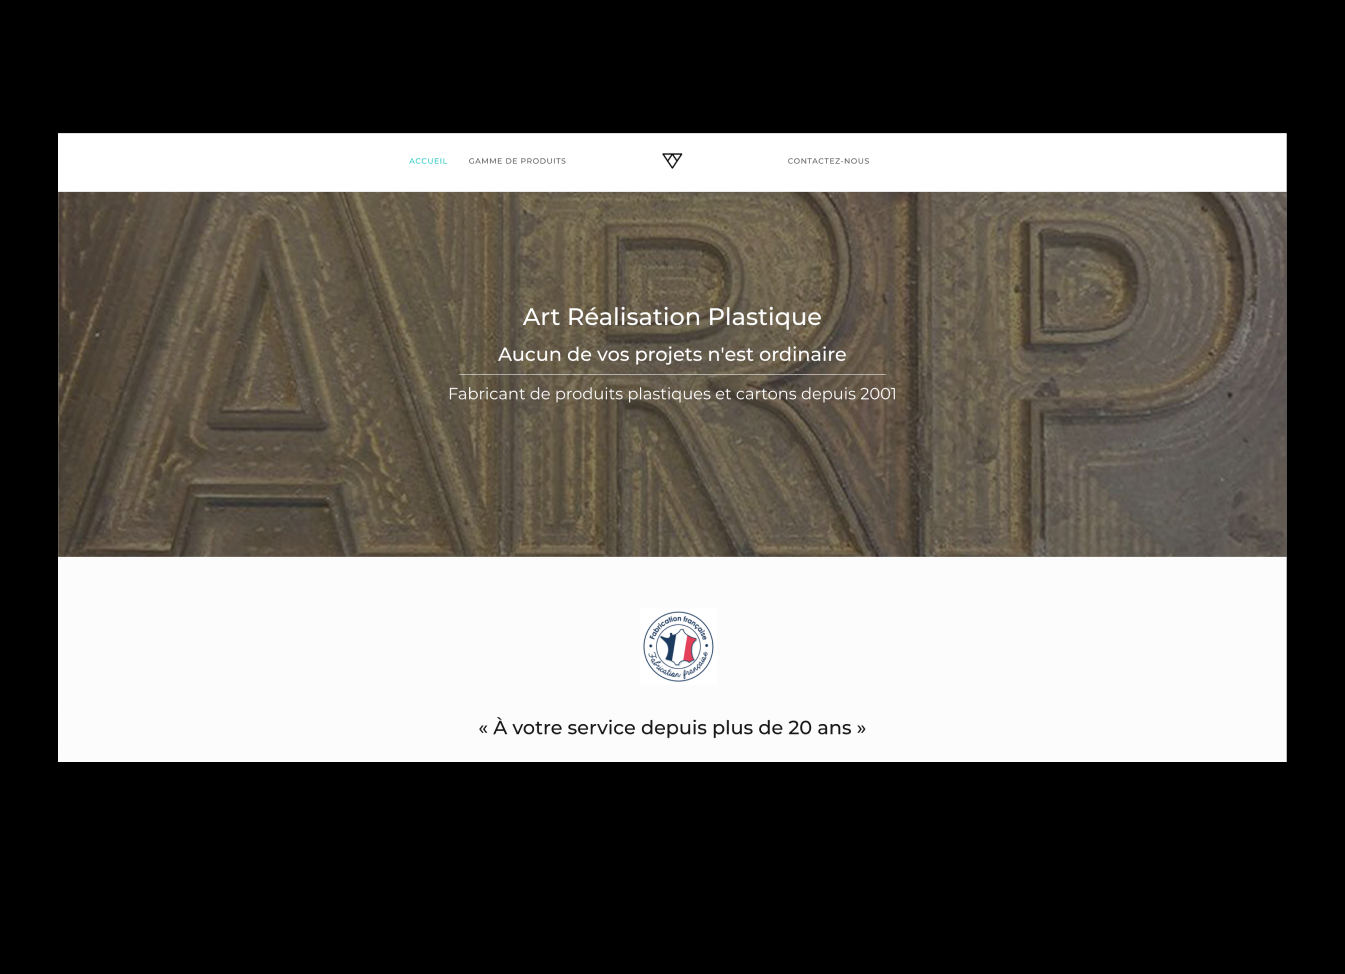 ACCUEIL GAMME DE PRODUITS CONTACTEZ-NOUS
ARP
Art Réalisation Plastique
Aucun de vos projets n'est ordinaire
Fabricant de produits plastiques et cartons depuis 2001
Fabrication française
Fabrication française
« À votre service depuis plus de 20 ans »